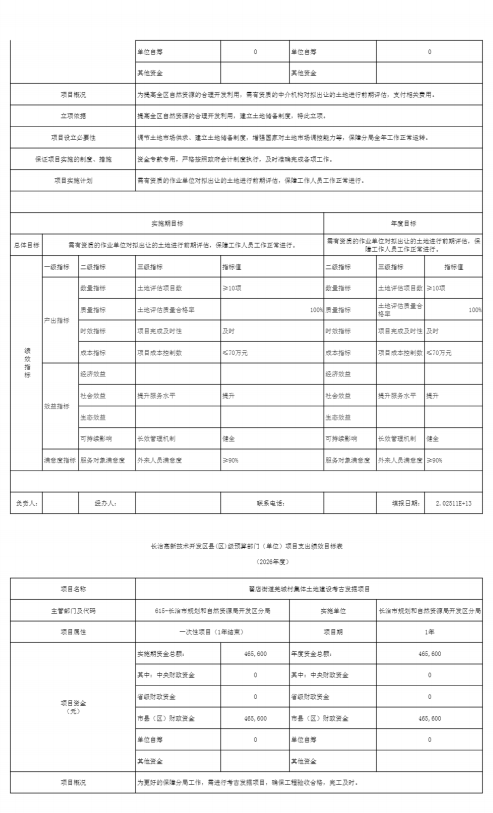 单位自筹 0 单位自筹 0
其他资金 其他资金
项目概况 为提高全区自然资源的合理开发利用，需有资质的中介机构对拟出让的土地进行前期评估，支付相关费用。
立项依据 提高全区自然资源的合理开发利用，建立土地储备制度，特此立项。
项目设立必要性 调节土地市场供求、建立土地储备制度，增强国家对土地市场调控能力等，保障分局全年工作正常运转。
保证项目实施的制度、措施 资金专款专用，严格按照政府会计制度执行，及时准确完成各项工作。
项目实施计划 需有资质的作业单位对拟出让的土地进行前期评估，保障工作人员工作正常进行。
实施期目标 年度目标
总体目标 需有资质的作业单位对拟出让的土地进行前期评估，保障工作人员工作正常进行。 需有资质的作业单位对拟出让的土地进行前期评估，保障工作人员工作正常进行。
绩效指标
一级指标 二级指标 三级指标 指标值 二级指标 三级指标 指标值
产出指标 数量指标 土地评估项目数 ≥10项 数量指标 土地评估项目数 ≥10项
质量指标 土地评估质量合格率 100% 质量指标 土地评估质量合格率 100%
时效指标 项目完成及时性 及时 时效指标 项目完成及时性 及时
成本指标 项目成本控制数 ≤70万元 成本指标 项目成本控制数 ≤70万元
效益指标 经济效益 经济效益
社会效益 提升服务水平 提升 社会效益 提升服务水平 提升
生态效益 生态效益
可持续影响 长效管理机制 健全 可持续影响 长效管理机制 健全
满意度指标 服务对象满意度 外来人员满意度 ≥90% 服务对象满意度 外来人员满意度 ≥90%
负责人： 经办人： 联系电话： 填报日期： 2.02511E+13
长治高新技术开发区县(区)级预算部门（单位）项目支出绩效目标表
（2026年度）
项目名称 街道 村集体土地建设考古发掘项目
主管部门及代码 615-长治市规划和自然资源局开发区分局 实施单位 长治市规划和自然资源局开发区分局
项目属性 一次性项目（1年结束） 项目期 1年
项目资金（元）
实施期资金总额： 465,600 年度资金总额： 465,600
其中：中央财政资金 0 其中：中央财政资金 0
省级财政资金 0 省级财政资金 0
市县（区）财政资金 465,600 市县（区）财政资金 465,600
单位自筹 0 单位自筹 0
其他资金 其他资金
项目概况 为更好的保障分局工作，需进行考古发掘项目，确保工程验收合格，完工及时。